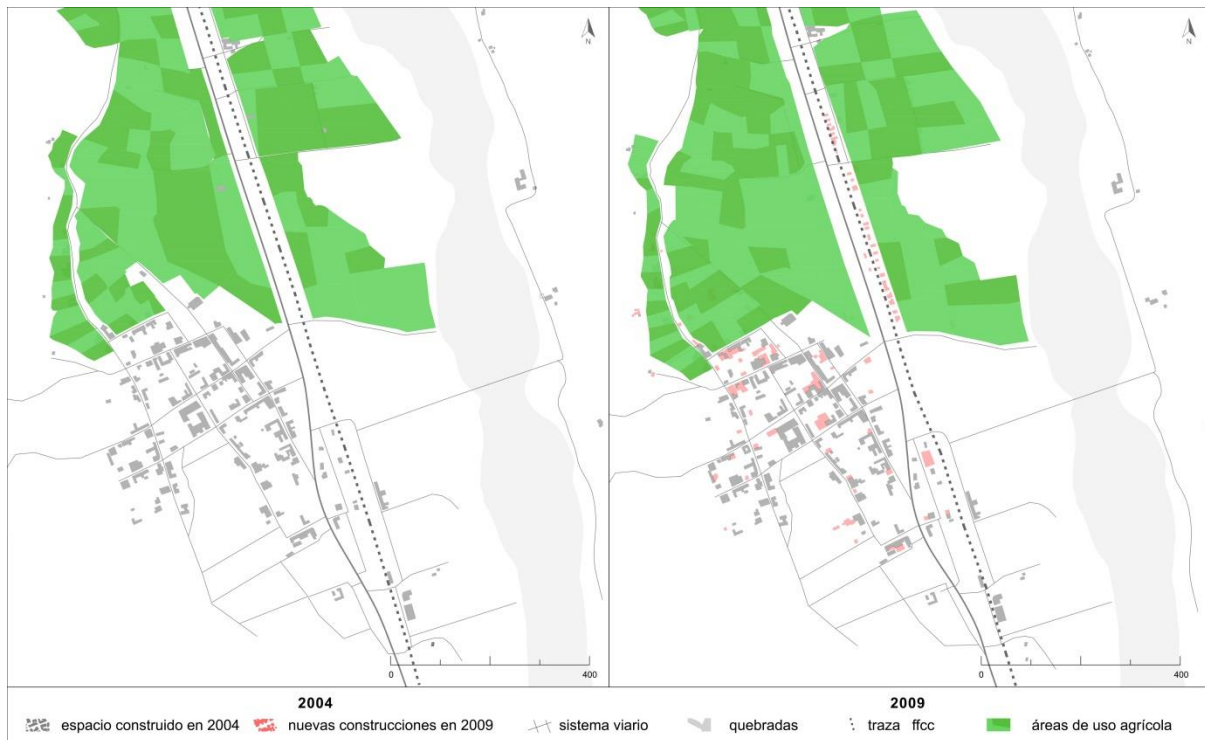 N
N
0 400
0 400
2004
2009
espacio construido en 2004
nuevas construcciones en 2009
sistema viario
quebradas
traza ffcc
áreas de uso agrícola